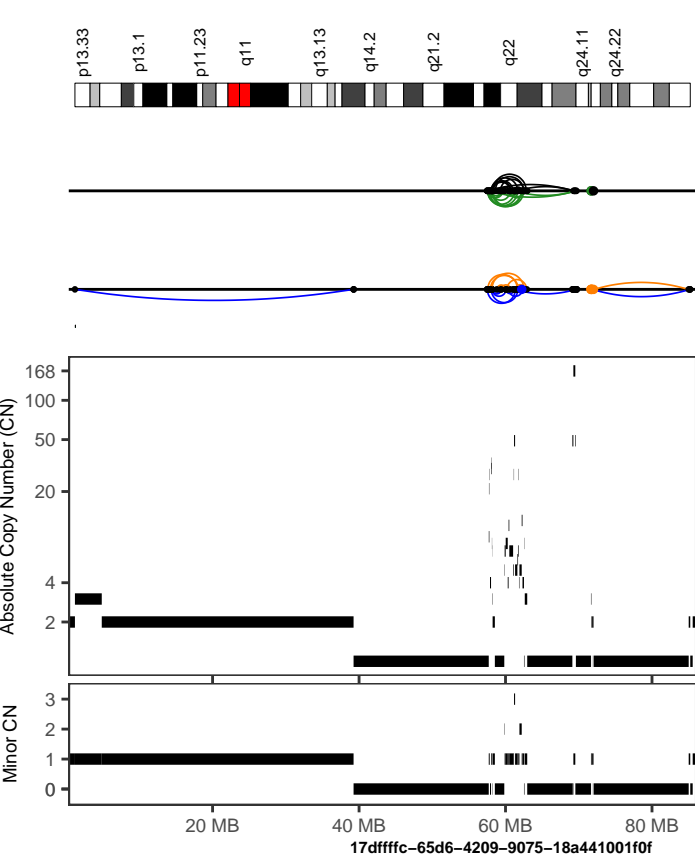 p13.33 p13.1 p11.23 q11 q13.13 q14.2 q21.2 q22 q24.11 q24.22
Absolute Copy Number (CN)
168
100
50
20
4
2
Minor CN
3
2
1
0
20 MB 40 MB 60 MB 80 MB
17dffffc−65d6−4209−9075−18a441001f0f